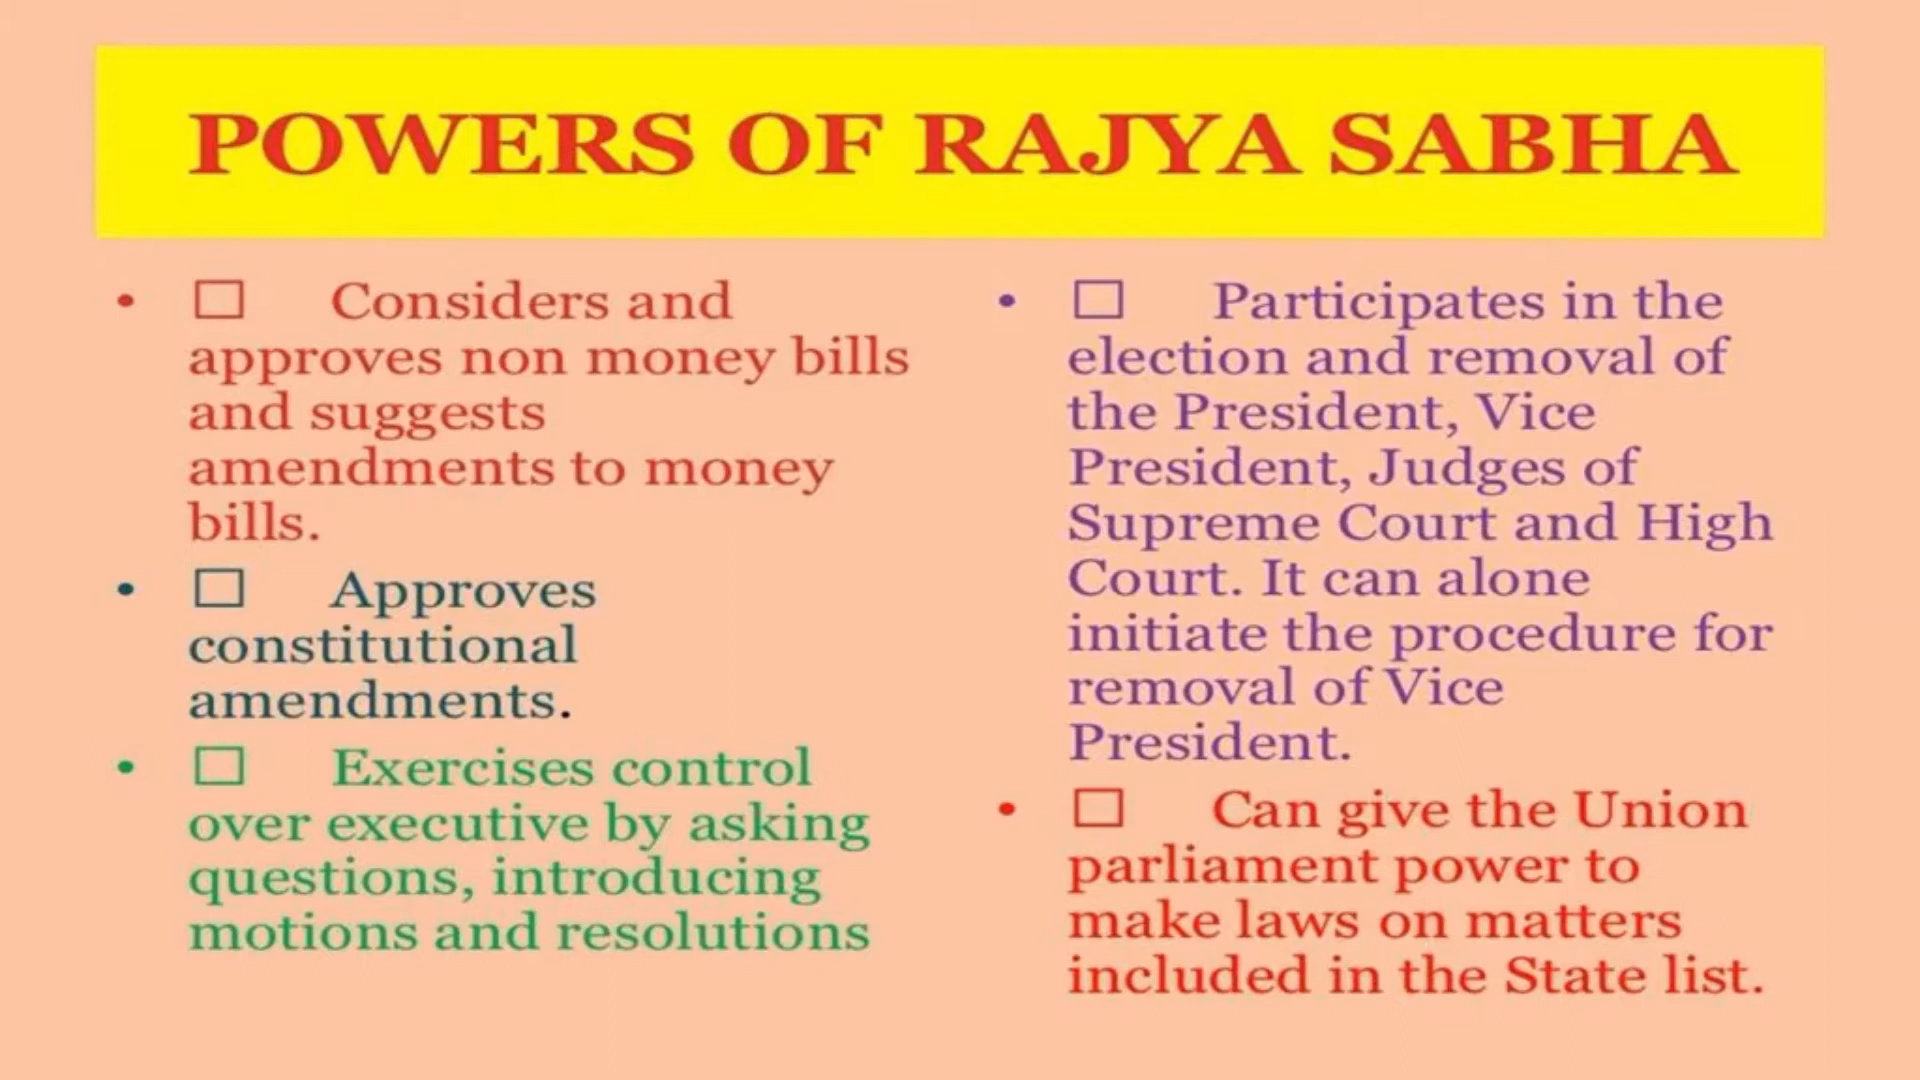 POWERS OF RAJYA SABHA
• □ Considers and
approves non money bills
and suggests
amendments to money
bills.
• □ Approves
constitutional
amendments.
• □ Exercises control
over executive by asking
questions, introducing
motions and resolutions
• □ Participates in the
election and removal of
the President, Vice
President, Judges of
Supreme Court and High
Court. It can alone
initiate the procedure for
removal of Vice
President.
• □ Can give the Union
parliament power to
make laws on matters
included in the State list.